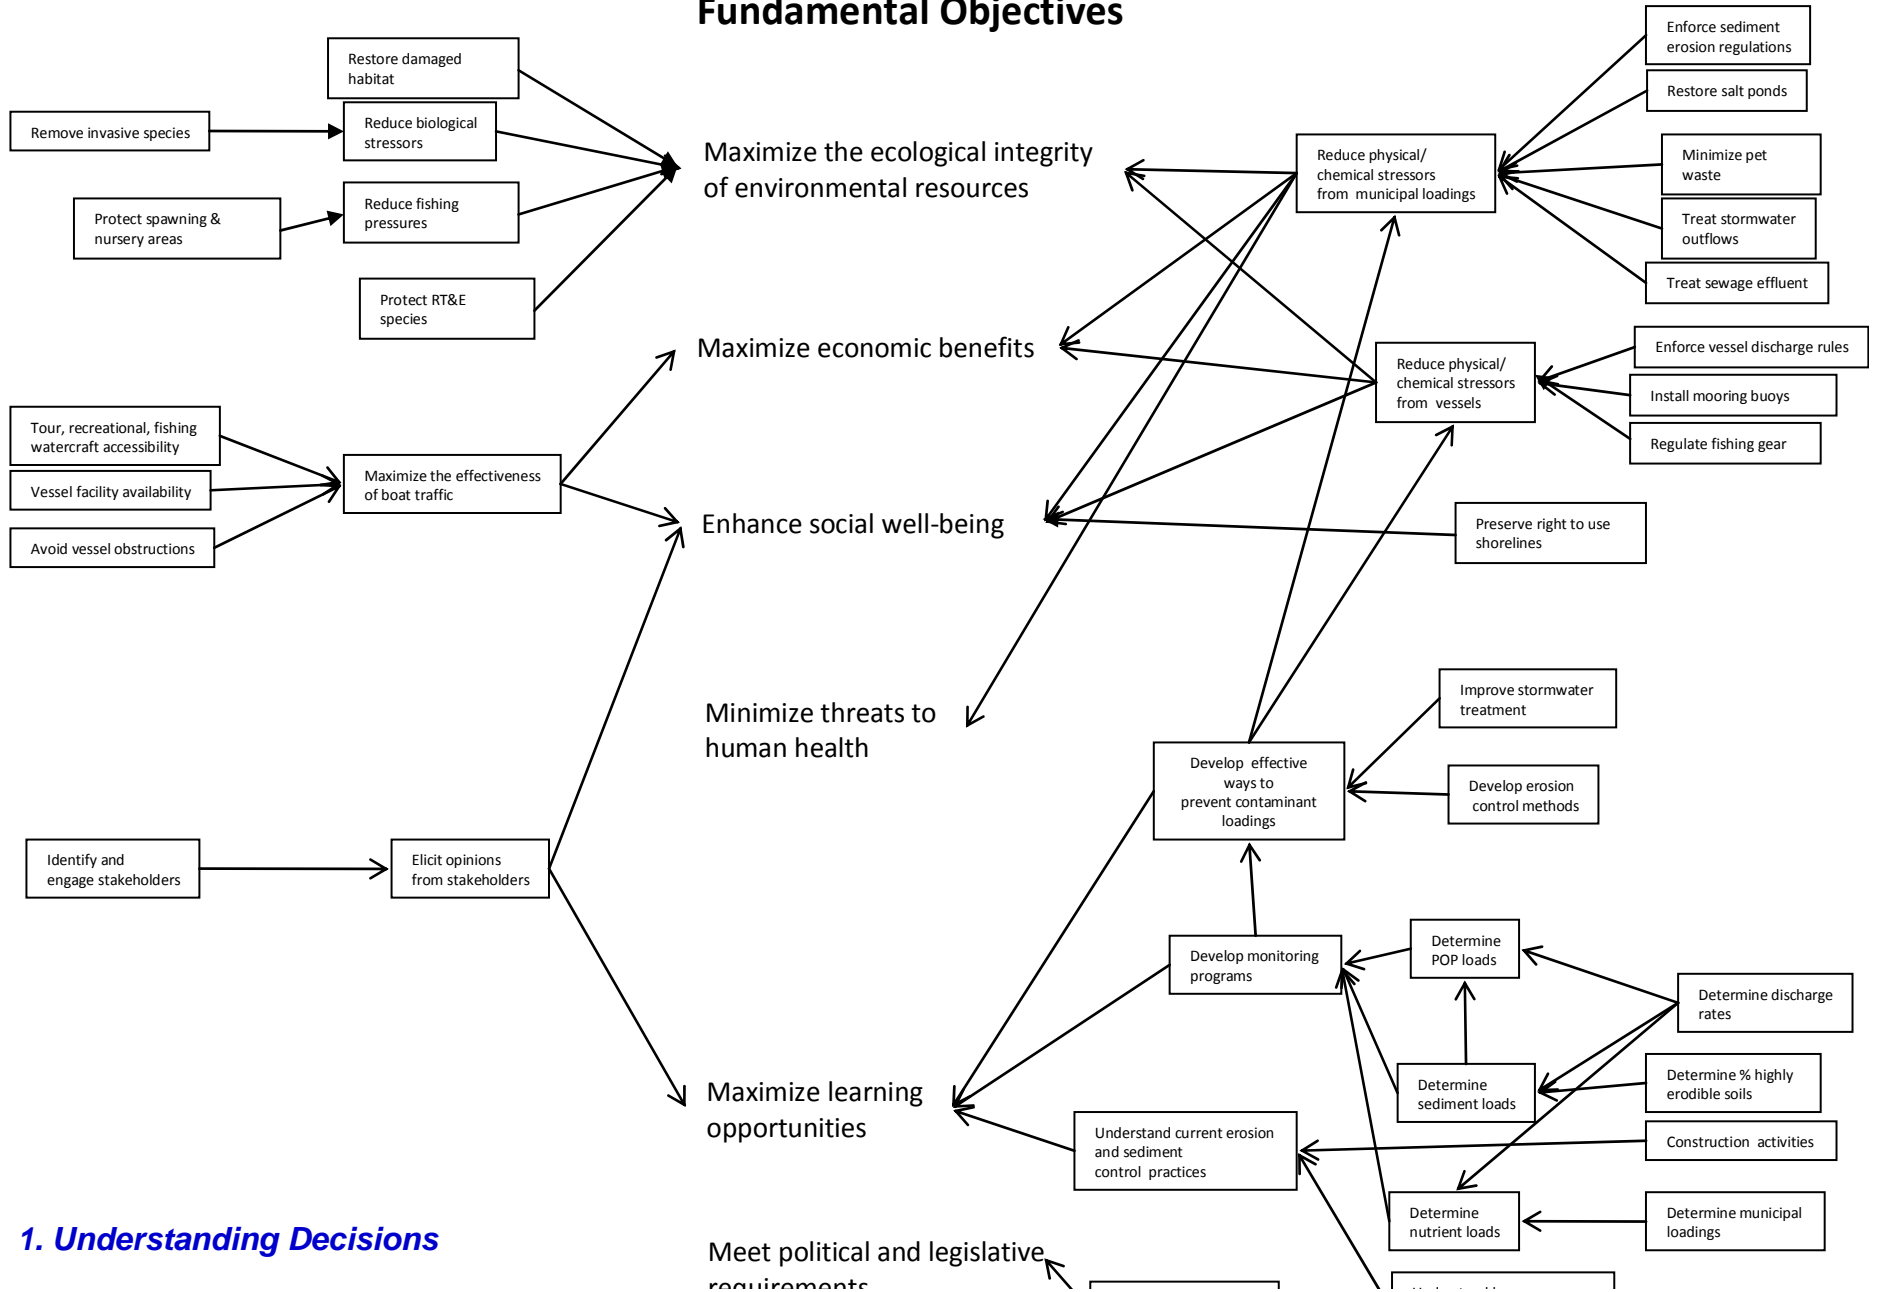 Fundamental Objectives
Restore damaged
habitat
Remove invasive species
Reduce biological
stressors
Protect spawning &
nursery areas
Reduce fishing
pressures
Protect RT&E
species
Tour, recreational, fishing
watercraft accessibility
Vessel facility availability
Avoid vessel obstructions
Maximize the effectiveness
of boat traffic
Identify and
engage stakeholders
Elicit opinions
from stakeholders
1. Understanding Decisions
Maximize the ecological integrity
of environmental resources
Maximize economic benefits
Enhance social well-being
Minimize threats to
human health
Maximize learning
opportunities
Meet political and legislative
requirements
Reduce physical/
chemical stressors
from municipal loadings
Enforce sediment
erosion regulations
Restore salt ponds
Minimize pet
waste
Treat stormwater
outflows
Treat sewage effluent
Reduce physical/
chemical stressors
from vessels
Enforce vessel discharge rules
Install mooring buoys
Regulate fishing gear
Preserve right to use
shorelines
Improve stormwater
treatment
Develop effective
ways to
prevent contaminant
loadings
Develop erosion
control methods
Develop monitoring
programs
Determine
POP loads
Determine discharge
rates
Determine
sediment loads
Determine % highly
erodible soils
Understand current erosion
and sediment
control practices
Construction activities
Determine
nutrient loads
Determine municipal
loadings